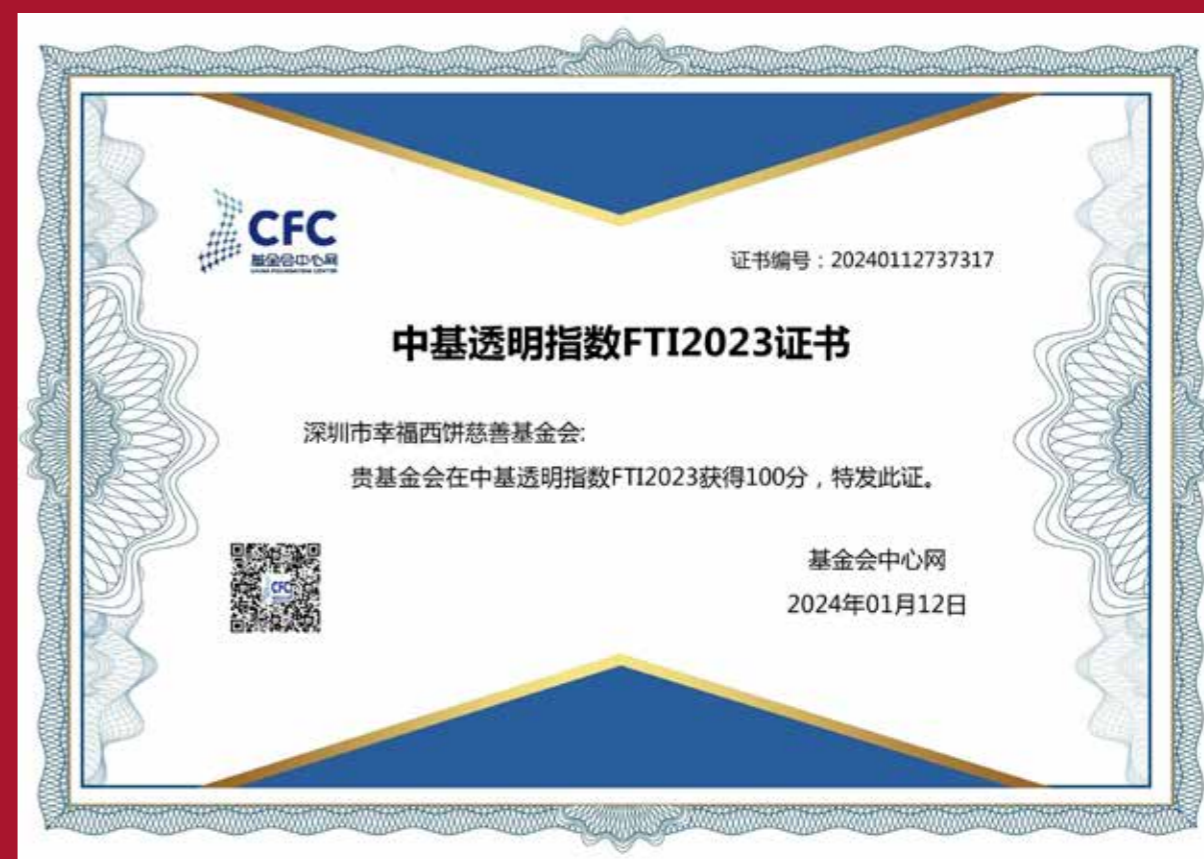 CFC
基金会中心网
CHINA FOUNDATION CENTER
证书编号：20240112737317
中基透明指数FTI2023证书
深圳市幸福西饼慈善基金会:
贵基金会在中基透明指数FTI2023获得100分，特发此证。
CFC
基金会中心网
2024年01月12日